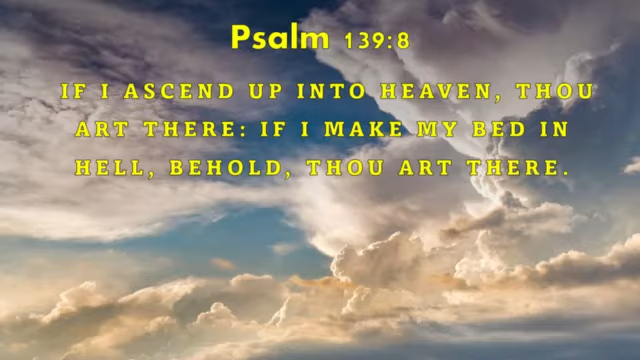 Psalm 139:8
IF I ASCEND UP INTO HEAVEN, THOU
ART THERE: IF I MAKE MY BED IN
HELL, BEHOLD, THOU ART THERE.